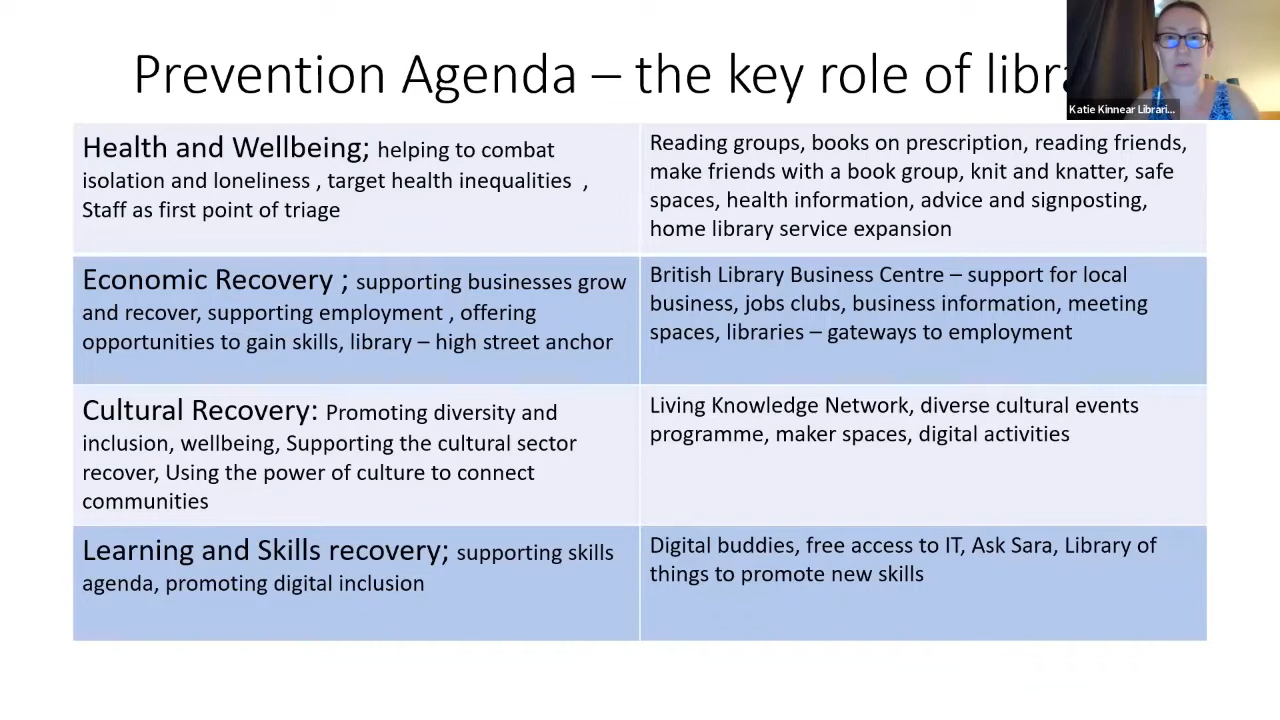 Prevention Agenda – the key role of libra
Katie Kinnear Librari...
Health and Wellbeing; helping to combat
isolation and loneliness , target health inequalities  ,
Staff as first point of triage
Reading groups, books on prescription, reading friends,
make friends with a book group, knit and knatter, safe
spaces, health information, advice and signposting,
home library service expansion
Economic Recovery ; supporting businesses grow
and recover, supporting employment , offering
opportunities to gain skills, library – high street anchor
British Library Business Centre – support for local
business, jobs clubs, business information, meeting
spaces, libraries – gateways to employment
Cultural Recovery: Promoting diversity and
inclusion, wellbeing, Supporting the cultural sector
recover, Using the power of culture to connect
communities
Living Knowledge Network, diverse cultural events
programme, maker spaces, digital activities
Learning and Skills recovery; supporting skills
agenda, promoting digital inclusion
Digital buddies, free access to IT, Ask Sara, Library of
things to promote new skills